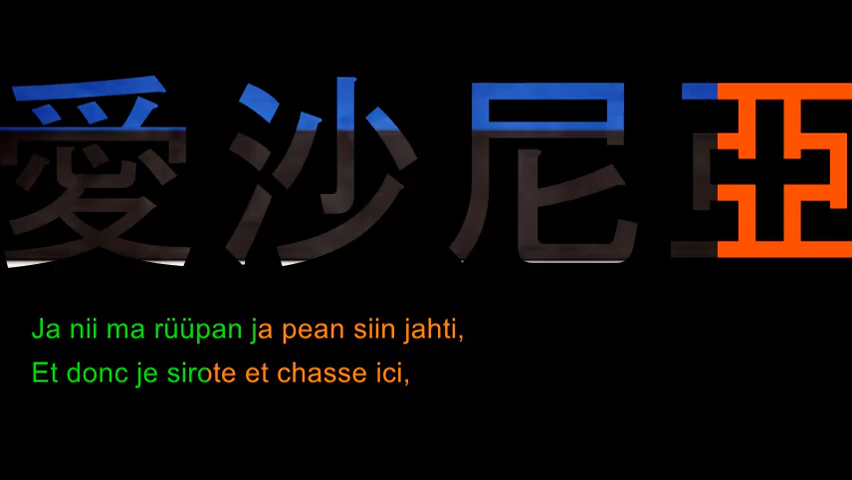 愛沙尼亞
Ja nii ma rüüpan ja pean siin jahti,
Et donc je sirote et chasse ici,